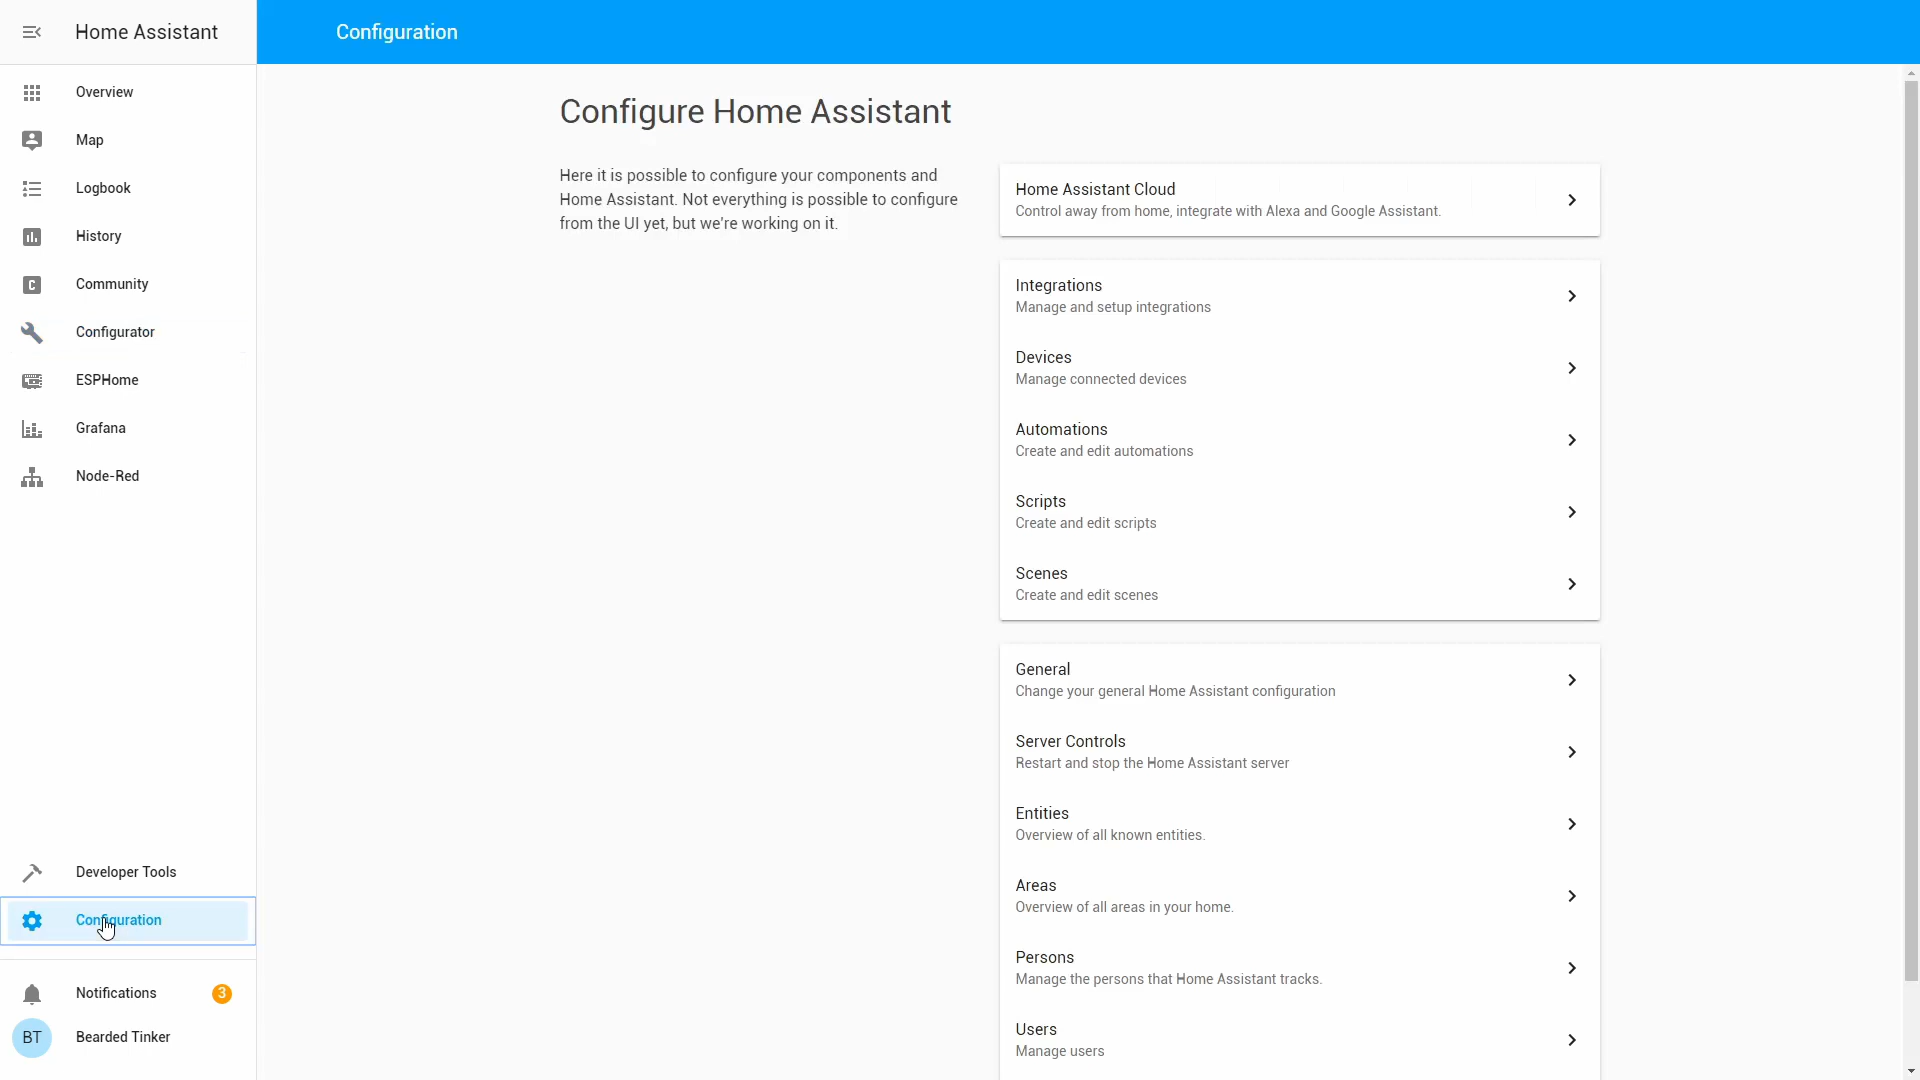 Home Assistant
Configuration
Overview
Map
Logbook
History
Community
Configurator
ESPHome
Grafana
Node-Red
Developer Tools
Configuration
Notifications
3
BT
Bearded Tinker
Configure Home Assistant
Here it is possible to configure your components and
Home Assistant. Not everything is possible to configure
from the UI yet, but we're working on it.
Home Assistant Cloud
Control away from home, integrate with Alexa and Google Assistant.
Integrations
Manage and setup integrations
Devices
Manage connected devices
Automations
Create and edit automations
Scripts
Create and edit scripts
Scenes
Create and edit scenes
General
Change your general Home Assistant configuration
Server Controls
Restart and stop the Home Assistant server
Entities
Overview of all known entities.
Areas
Overview of all areas in your home.
Persons
Manage the persons that Home Assistant tracks.
Users
Manage users